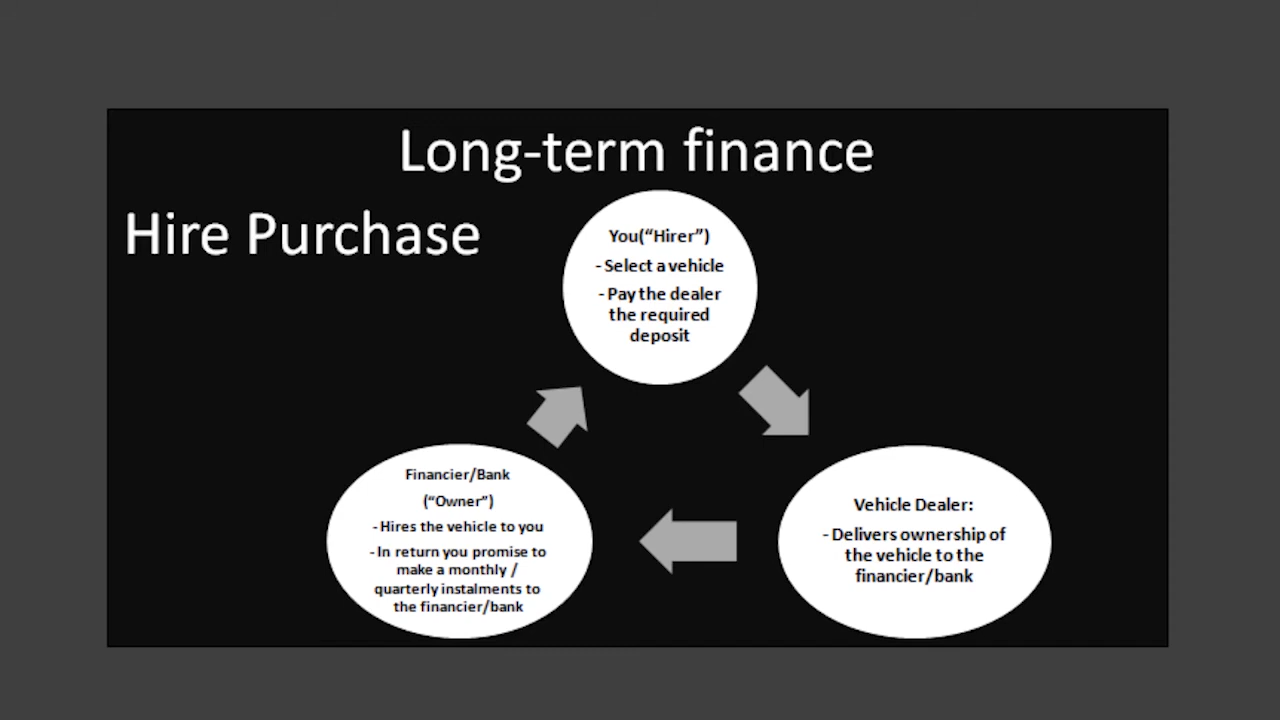 Long-term finance
Hire Purchase
You(“Hirer”)
- Select a vehicle
- Pay the dealer
the required
deposit
Financier/Bank
(“Owner”)
- Hires the vehicle to you
- In return you promise to
make a monthly /
quarterly instalments to
the financier/bank
Vehicle Dealer:
- Delivers ownership of
the vehicle to the
financier/bank